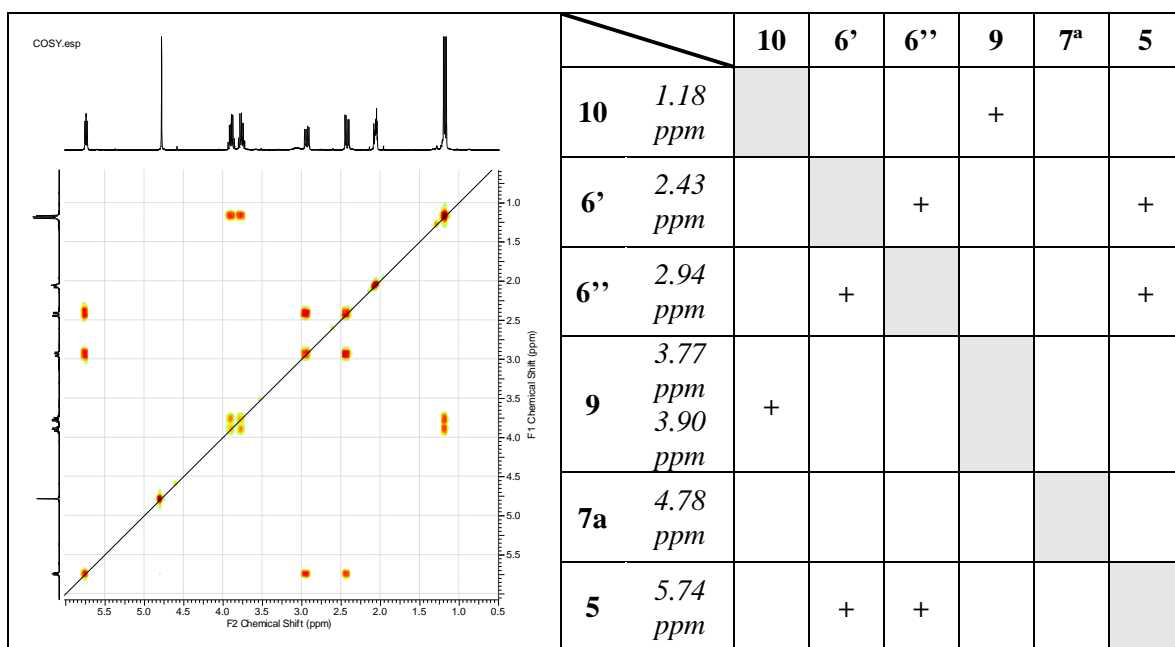 COSY.esp
1.0
1.5
2.0
2.5
3.0
3.5
4.0
4.5
5.0
5.5
F1 Chemical Shift (ppm)
5.5 5.0 4.5 4.0 3.5 3.0 2.5 2.0 1.5 1.0 0.5
F2 Chemical Shift (ppm)
10 6’ 6’’ 9 7ª 5
10 1.18 ppm +
6’ 2.43 ppm + +
6’’ 2.94 ppm + +
9 3.77 ppm 3.90 ppm +
7a 4.78 ppm
5 5.74 ppm + +